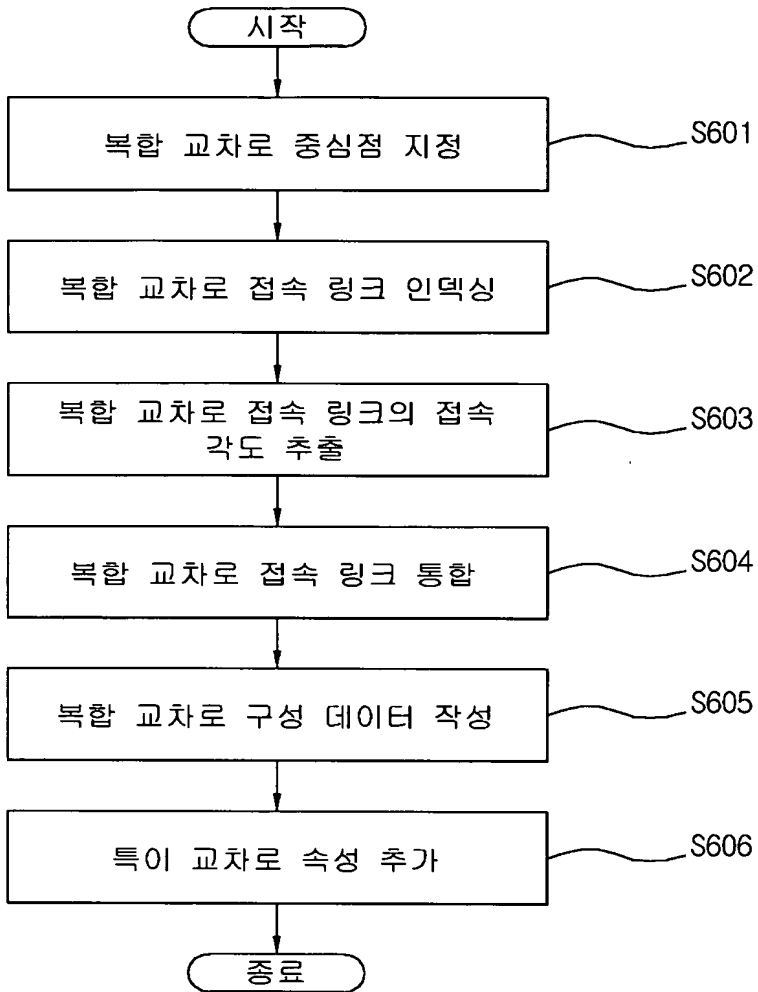 시작
복합 교차로 중심점 지정
S601
복합 교차로 접속 링크 인덱싱
S602
복합 교차로 접속 링크의 접속
각도 추출
S603
복합 교차로 접속 링크 통합
S604
복합 교차로 구성 데이터 작성
S605
특이 교차로 속성 추가
S606
종료